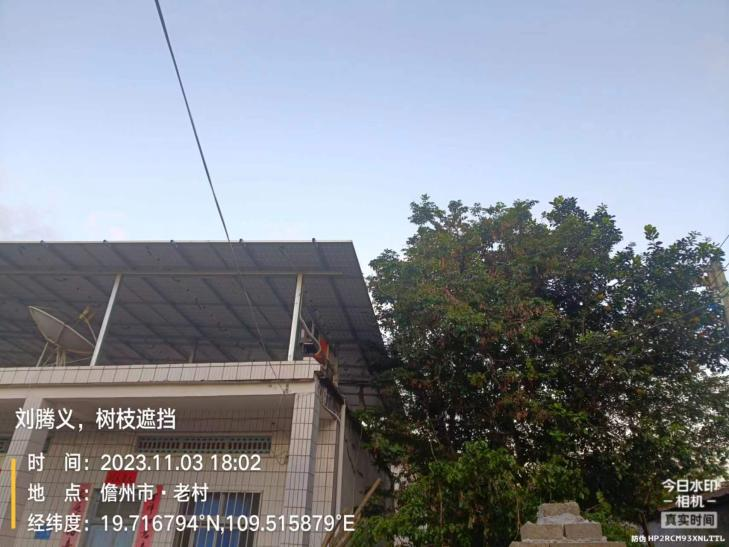 刘腾义，树枝遮挡
时 间：2023.11.03 18:02
地 点：儋州市·老村
经纬度：19.716794°N,109.515879°E
今日水印
-相机-
真实时间
防伪 HP2RCM93XNLTTL